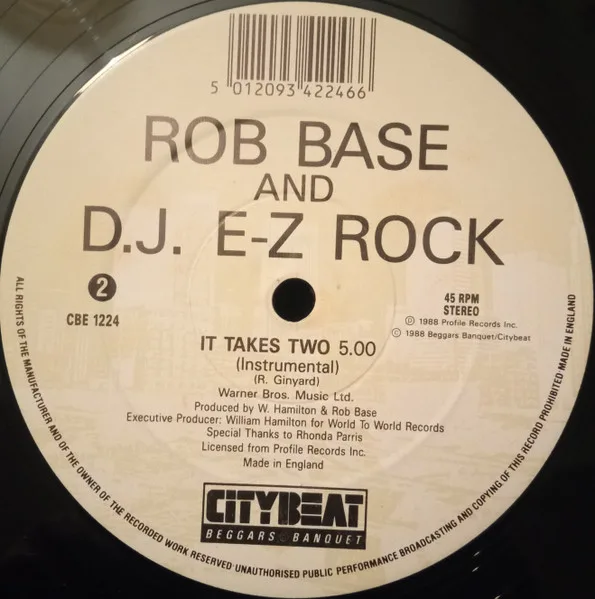 5 012093 422466
ROB BASE
AND
D.J. E-Z ROCK
2
CBE 1224
45 RPM
STEREO
Ⓟ 1988 Profile Records Inc.
© 1988 Beggars Banquet/Citybeat
IT TAKES TWO 5.00
(Instrumental)
(R. Ginyard)
Warner Bros. Music Ltd.
Produced by W. Hamilton & Rob Base
Executive Producer: William Hamilton for World To World Records
Special Thanks to Rhonda Parris
Licensed from Profile Records Inc.
Made in England
CITYBEAT
BEGGARS BANQUET
ALL RIGHTS OF THE MANUFACTURER AND OF THE OWNER OF THE RECORDED WORK RESERVED·UNAUTHORISED PUBLIC PERFORMANCE BROADCASTING AND COPYING OF THIS RECORD PROHIBITED·MADE IN ENGLAND